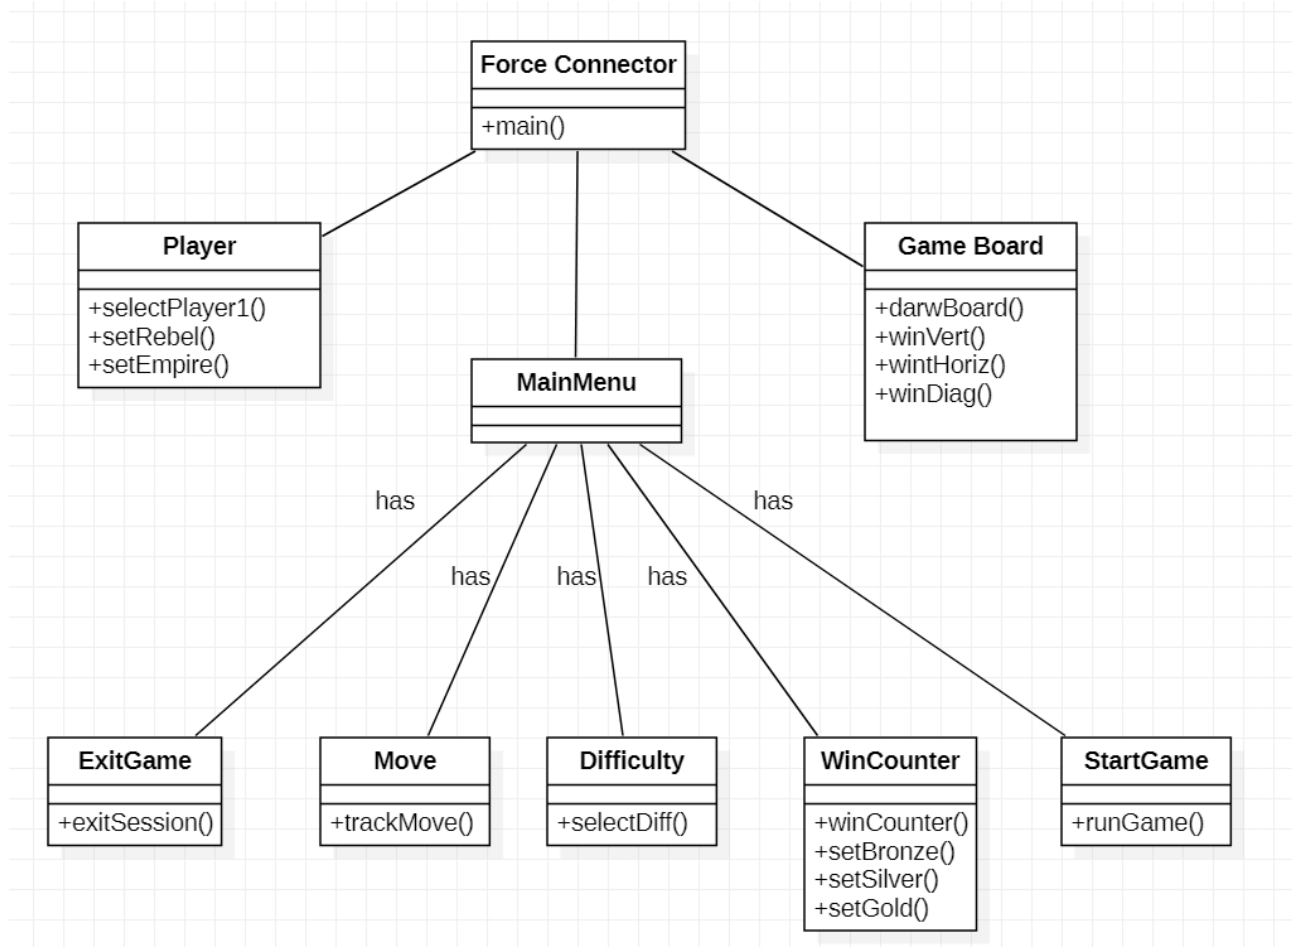 Force Connector
+main()
Player
+selectPlayer1()
+setRebel()
+setEmpire()
Game Board
+darwBoard()
+winVert()
+wintHoriz()
+winDiag()
MainMenu
has
has
has
has
has
ExitGame
+exitSession()
Move
+trackMove()
Difficulty
+selectDiff()
WinCounter
+winCounter()
+setBronze()
+setSilver()
+setGold()
StartGame
+runGame()